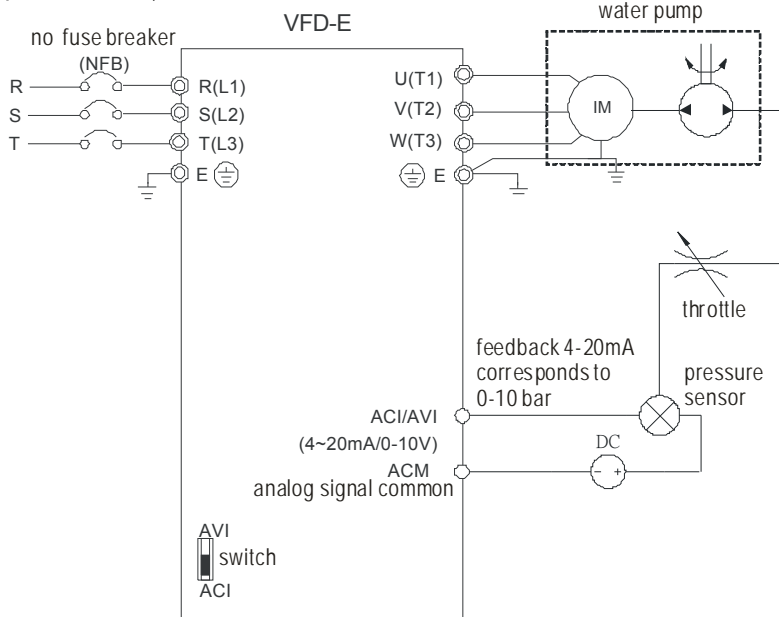 water pump
VFD-E
no fuse breaker
(NFB)
R
R(L1)
U(T1)
S
S(L2)
V(T2)
IM
T
T(L3)
W(T3)
E
E
throttle
feedback 4-20mA
corresponds to
0-10 bar
pressure
sensor
ACI/AVI
(4~20mA/0-10V)
DC
- +
ACM
analog signal common
AVI
switch
ACI